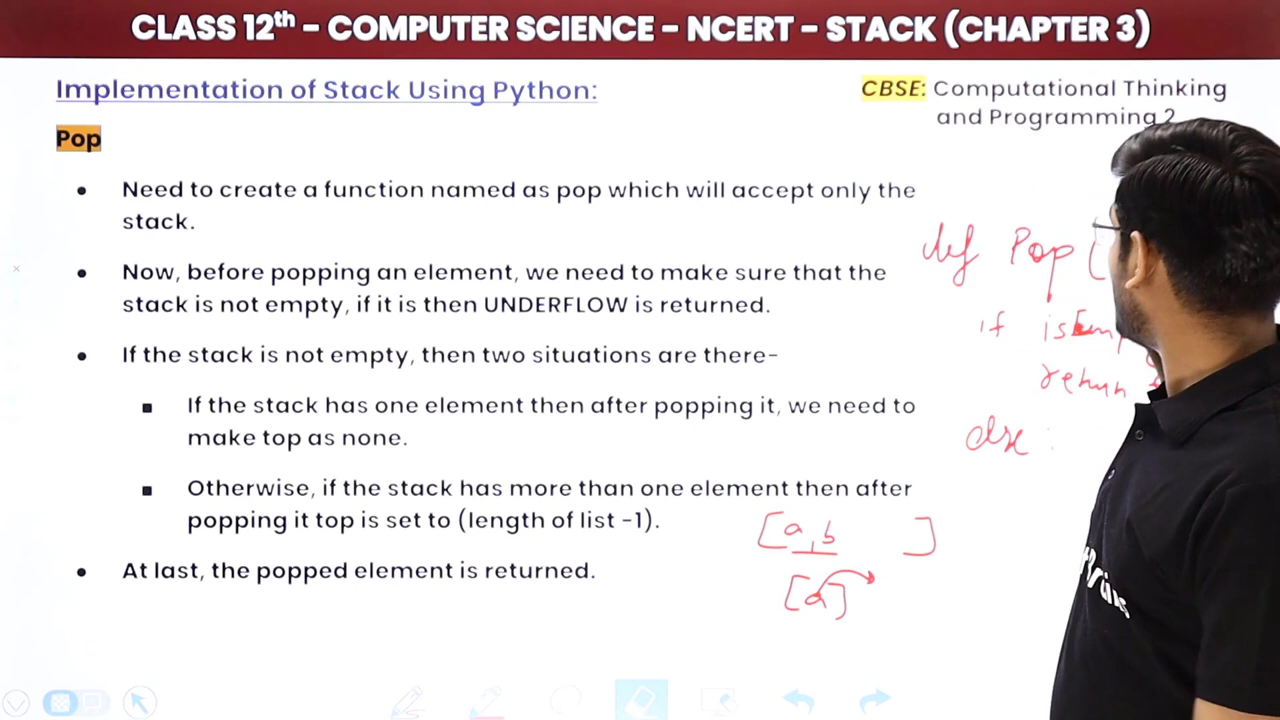 CLASS 12th – COMPUTER SCIENCE – NCERT – STACK (CHAPTER 3)
Implementation of Stack Using Python:
CBSE: Computational Thinking
and Programming 2
Pop
• Need to create a function named as pop which will accept only the
stack.
• Now, before popping an element, we need to make sure that the
stack is not empty, if it is then UNDERFLOW is returned.
• If the stack is not empty, then two situations are there-
▪ If the stack has one element then after popping it, we need to
make top as none.
▪ Otherwise, if the stack has more than one element then after
popping it top is set to (length of list -1).
• At last, the popped element is returned.
def Pop (
if isEmp
return
else :
[a, b ]
[a]